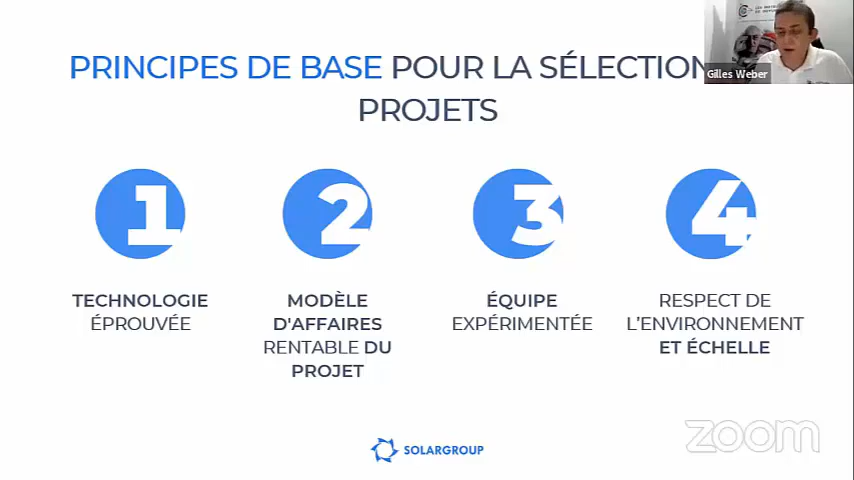 PRINCIPES DE BASE POUR LA SÉLECTION
PROJETS
Gilles Weber
1
2
3
4
TECHNOLOGIE
ÉPROUVÉE
MODÈLE
D'AFFAIRES
RENTABLE DU
PROJET
ÉQUIPE
EXPÉRIMENTÉE
RESPECT DE
L’ENVIRONNEMENT
ET ÉCHELLE
SOLARGROUP
zoom